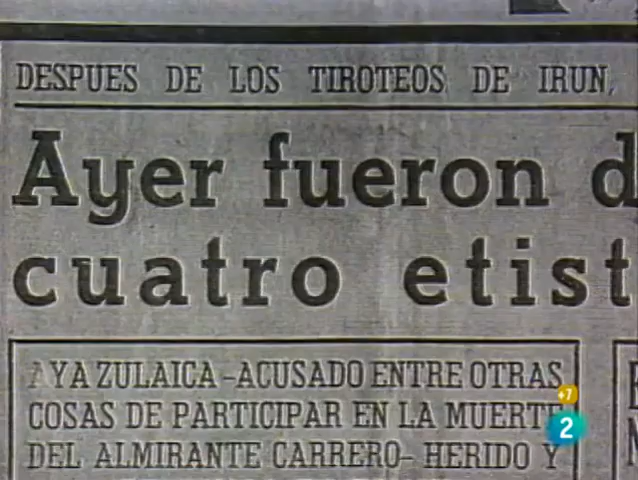 DESPUES DE LOS TIROTEOS DE IRUN,
Ayer fueron d
cuatro etist
AYA ZULAICA -ACUSADO ENTRE OTRAS
COSAS DE PARTICIPAR EN LA MUERTE
DEL ALMIRANTE CARRERO- HERIDO Y
+7
2